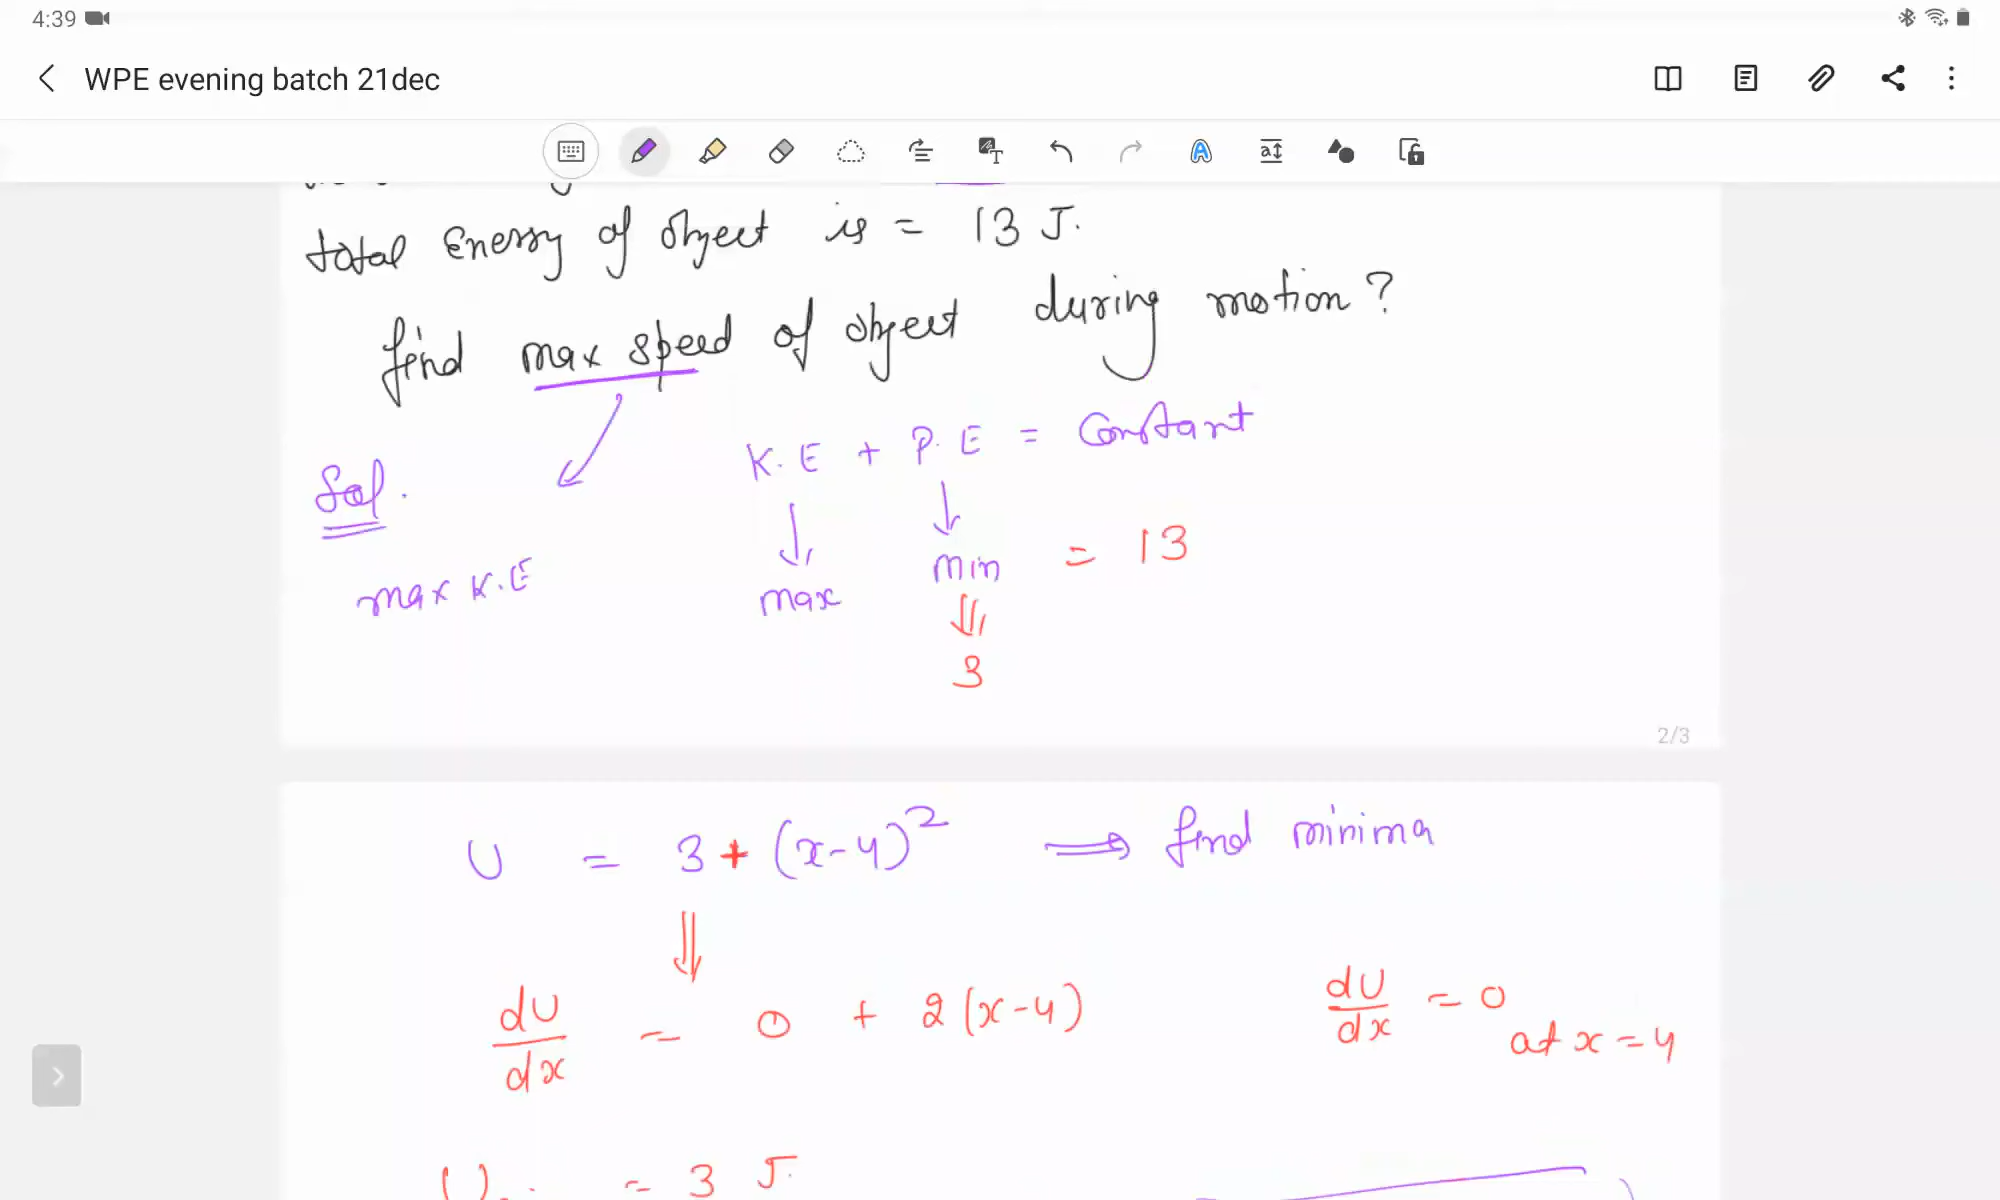 4:39
WPE evening batch 21dec
total Energy of object is = 13 J.
find max speed of object during motion?
Sol.
K.E + P.E = Constant
max K.E
max
min = 13
3
2/3
U = 3 + (x-4)² ⟹ find minima
dU/dx = 0 + 2(x-4)
dU/dx = 0 at x = 4
= 3 J.